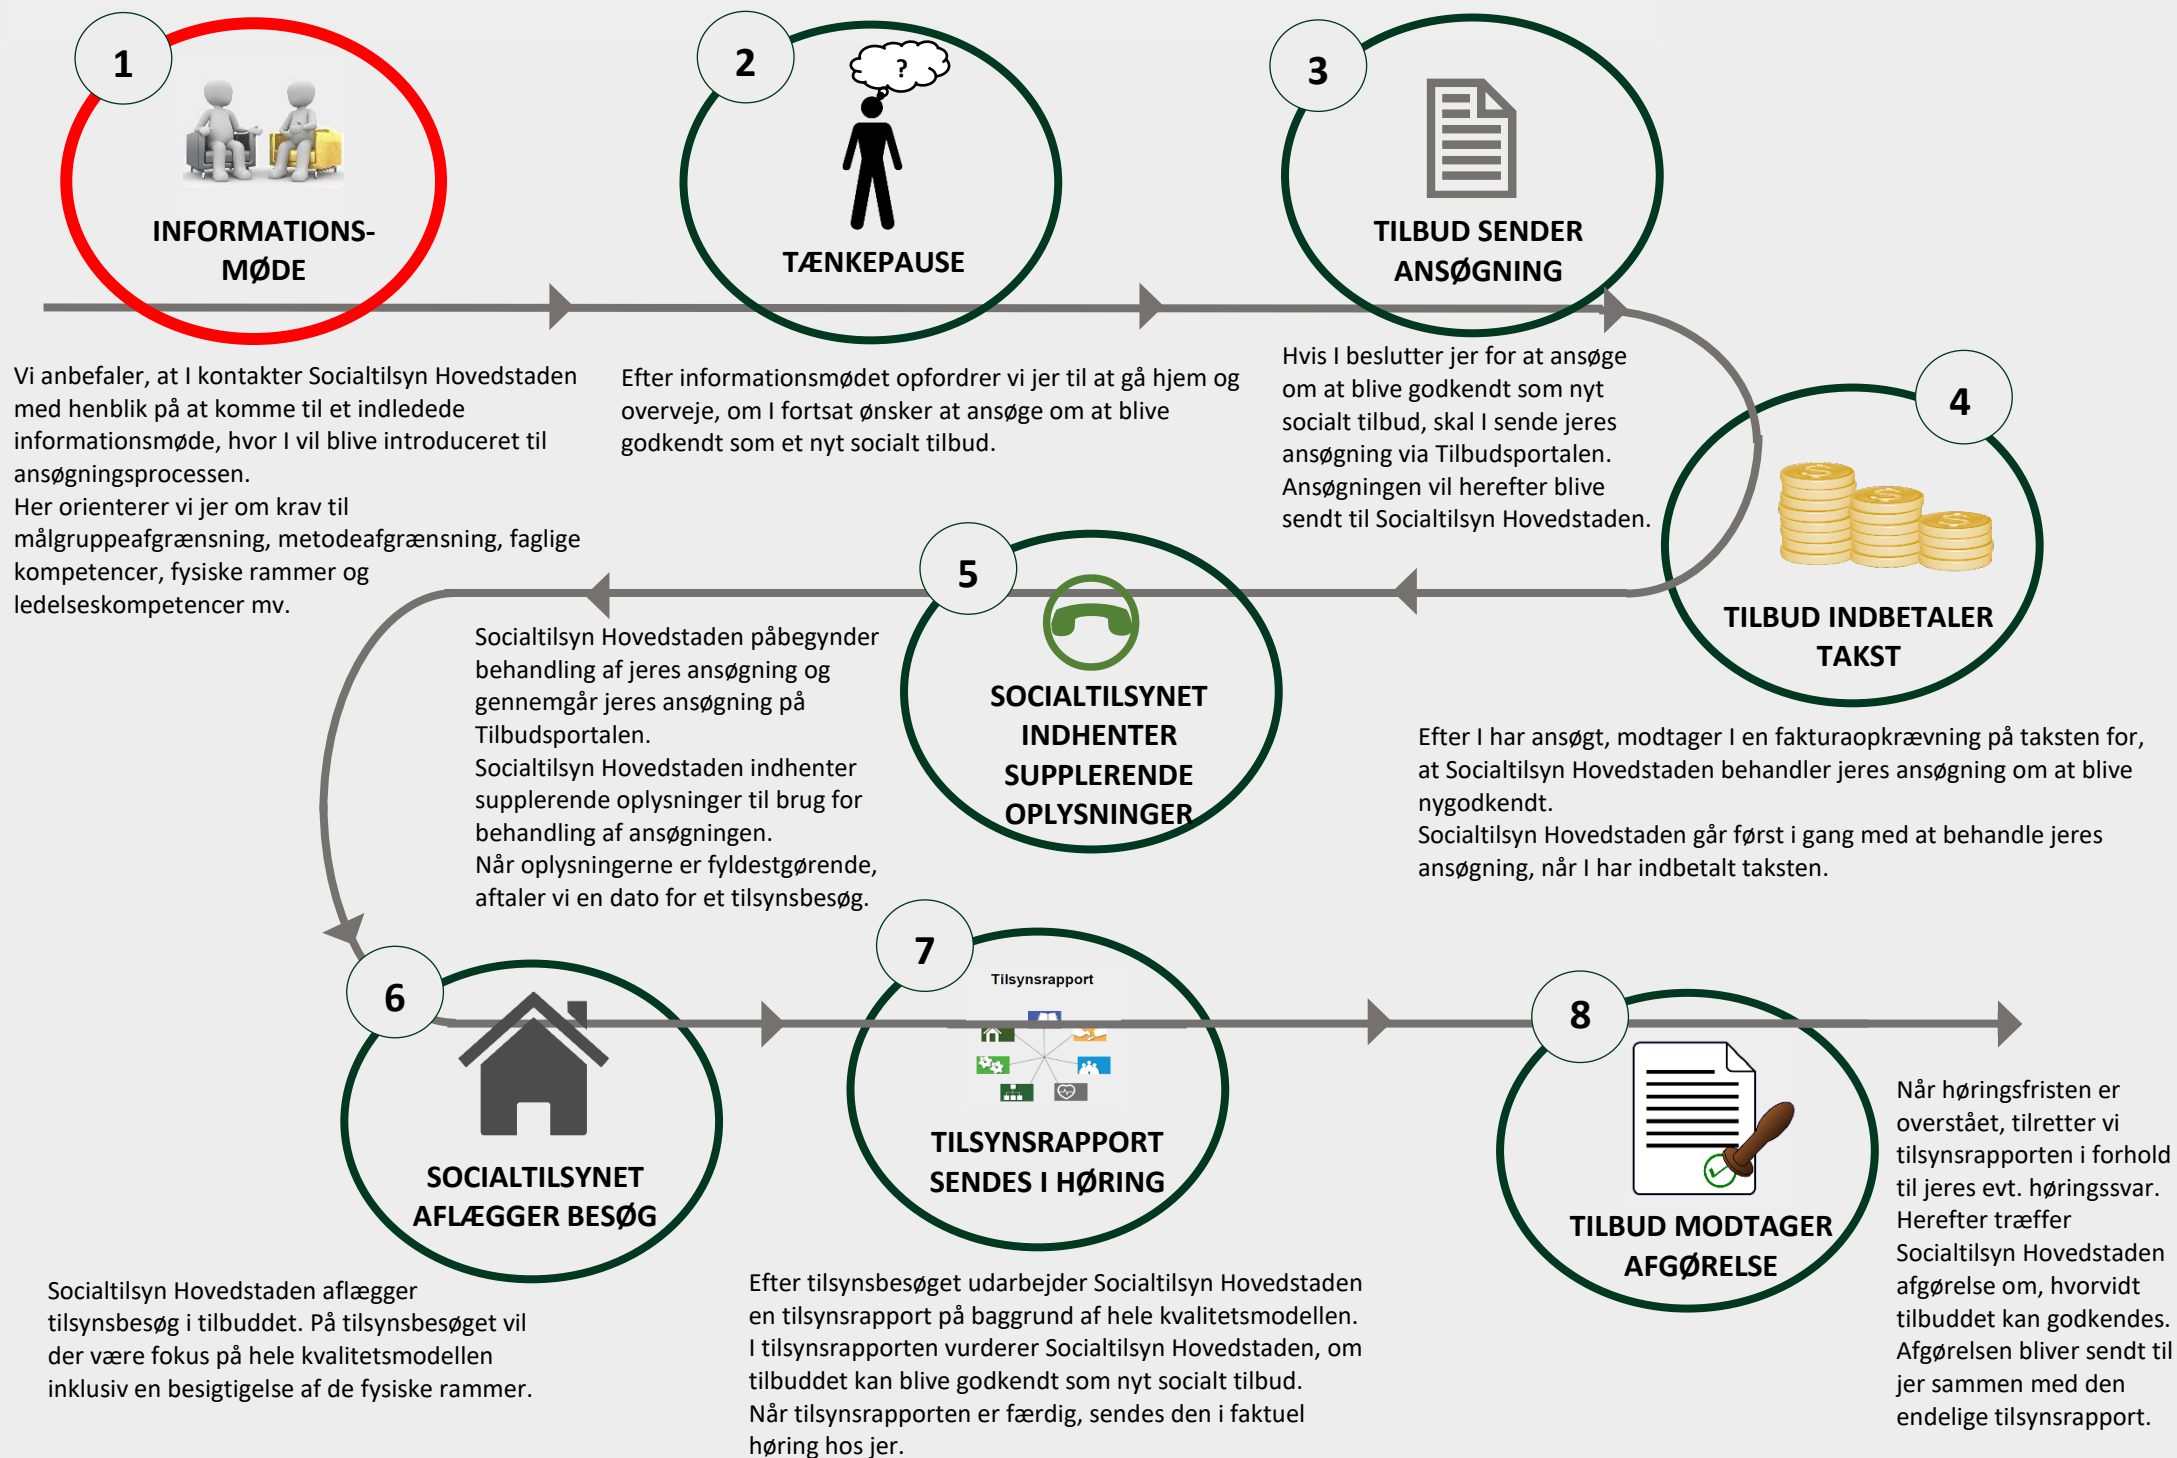 1
INFORMATIONS-
MØDE
Vi anbefaler, at I kontakter Socialtilsyn Hovedstaden
med henblik på at komme til et indledede
informationsmøde, hvor I vil blive introduceret til
ansøgningsprocessen.
Her orienterer vi jer om krav til
målgruppeafgrænsning, metodeafgrænsning, faglige
kompetencer, fysiske rammer og
ledelseskompetencer mv.
2
?
TÆNKEPAUSE
Efter informationsmødet opfordrer vi jer til at gå hjem og
overveje, om I fortsat ønsker at ansøge om at blive
godkendt som et nyt socialt tilbud.
3
TILBUD SENDER
ANSØGNING
Hvis I beslutter jer for at ansøge
om at blive godkendt som nyt
socialt tilbud, skal I sende jeres
ansøgning via Tilbudsportalen.
Ansøgningen vil herefter blive
sendt til Socialtilsyn Hovedstaden.
4
TILBUD INDBETALER
TAKST
Efter I har ansøgt, modtager I en fakturaopkrævning på taksten for,
at Socialtilsyn Hovedstaden behandler jeres ansøgning om at blive
nygodkendt.
Socialtilsyn Hovedstaden går først i gang med at behandle jeres
ansøgning, når I har indbetalt taksten.
5
SOCIALTILSYNET
INDHENTER
SUPPLERENDE
OPLYSNINGER
Socialtilsyn Hovedstaden påbegynder
behandling af jeres ansøgning og
gennemgår jeres ansøgning på
Tilbudsportalen.
Socialtilsyn Hovedstaden indhenter
supplerende oplysninger til brug for
behandling af ansøgningen.
Når oplysningerne er fyldestgørende,
aftaler vi en dato for et tilsynsbesøg.
6
SOCIALTILSYNET
AFLÆGGER BESØG
Socialtilsyn Hovedstaden aflægger
tilsynsbesøg i tilbuddet. På tilsynsbesøget vil
der være fokus på hele kvalitetsmodellen
inklusiv en besigtigelse af de fysiske rammer.
7
Tilsynsrapport
TILSYNSRAPPORT
SENDES I HØRING
Efter tilsynsbesøget udarbejder Socialtilsyn Hovedstaden
en tilsynsrapport på baggrund af hele kvalitetsmodellen.
I tilsynsrapporten vurderer Socialtilsyn Hovedstaden, om
tilbuddet kan blive godkendt som nyt socialt tilbud.
Når tilsynsrapporten er færdig, sendes den i faktuel
høring hos jer.
8
TILBUD MODTAGER
AFGØRELSE
Når høringsfristen er
overstået, tilretter vi
tilsynsrapporten i forhold
til jeres evt. høringssvar.
Herefter træffer
Socialtilsyn Hovedstaden
afgørelse om, hvorvidt
tilbuddet kan godkendes.
Afgørelsen bliver sendt til
jer sammen med den
endelige tilsynsrapport.